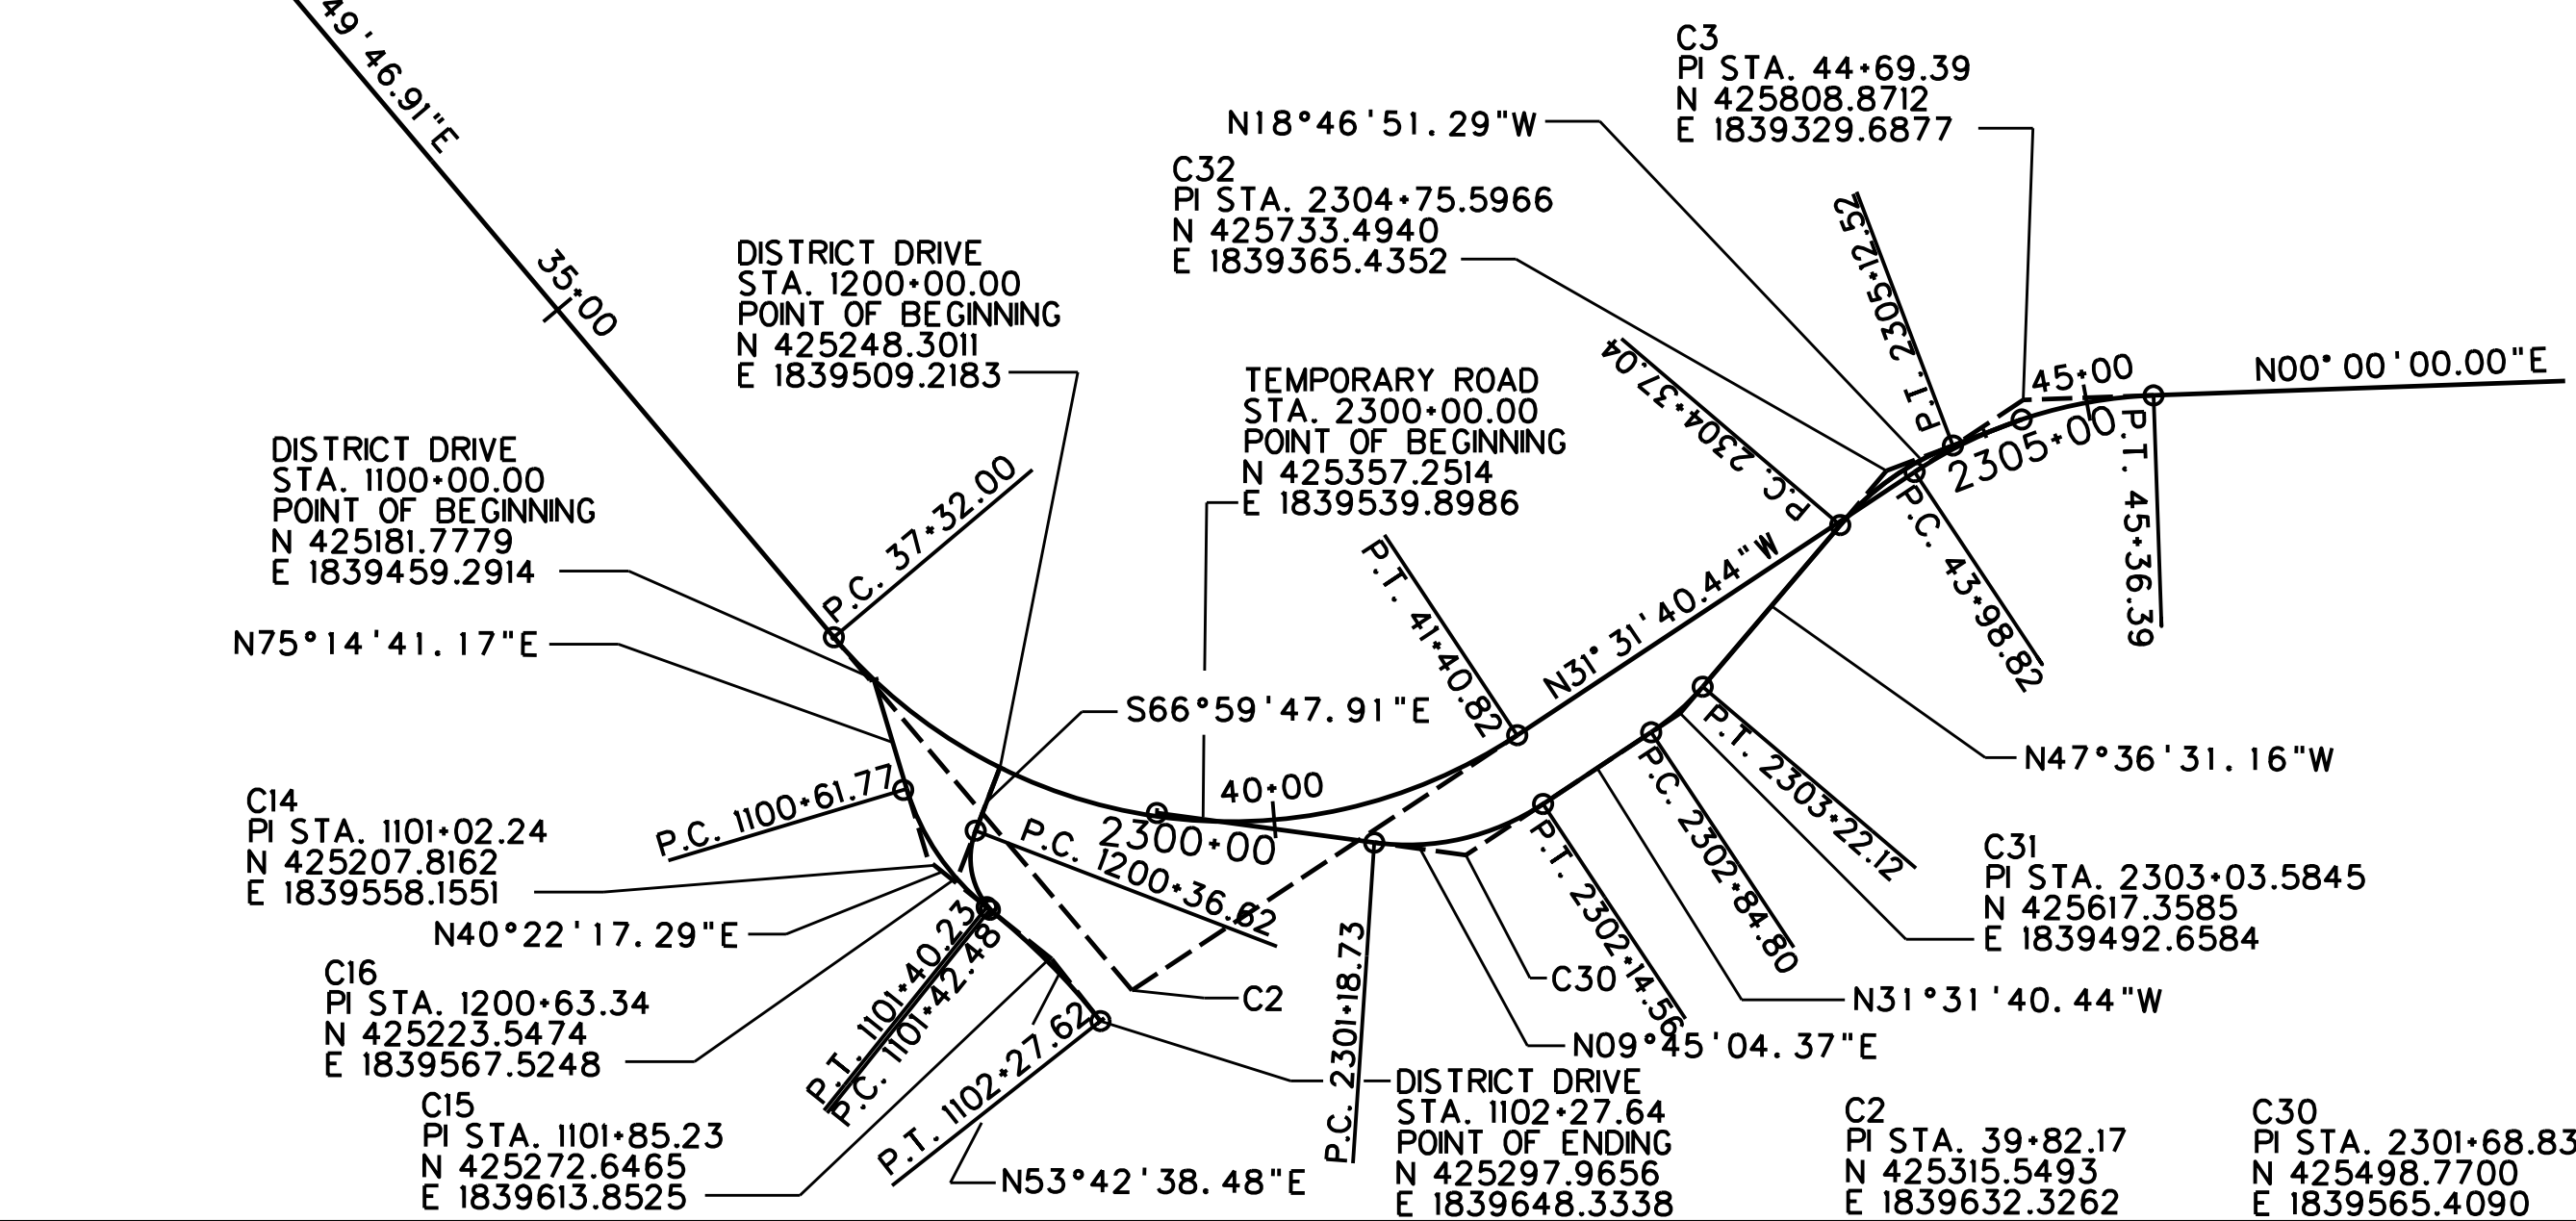 49'46.91"E
35+00
C3
PI STA. 44+69.39
N 425808.8712
E 1839329.6877
N18°46'51.29"W
C32
PI STA. 2304+75.5966
N 425733.4940
E 1839365.4352
DISTRICT DRIVE
STA. 1200+00.00
POINT OF BEGINNING
N 425248.3011
E 1839509.2183
P.T. 2305+12.52
P.C. 2304+37.04
45+00
N00°00'00.00"E
2305+00
P.T. 45+36.39
P.C. 43+98.82
TEMPORARY ROAD
STA. 2300+00.00
POINT OF BEGINNING
N 425357.2514
E 1839539.8986
DISTRICT DRIVE
STA. 1100+00.00
POINT OF BEGINNING
N 425181.7779
E 1839459.2914
P.C. 37+32.00
N75°14'41.17"E
P.T. 41+40.82
N31°31'40.44"W
S66°59'47.91"E
N47°36'31.16"W
P.C. 1100+61.77
40+00
2300+00
P.C. 1200+36.62
P.T. 2303+22.12
P.C. 2302+84.80
P.T. 2302+14.56
C14
PI STA. 1101+02.24
N 425207.8162
E 1839558.1551
N40°22'17.29"E
C31
PI STA. 2303+03.5845
N 425617.3585
E 1839492.6584
C16
PI STA. 1200+63.34
N 425223.5474
E 1839567.5248
P.T. 1101+40.23
P.C. 1101+42.48
P.T. 1102+27.62
C2
P.C. 2301+18.73
C30
N31°31'40.44"W
N09°45'04.37"E
C15
PI STA. 1101+85.23
N 425272.6465
E 1839613.8525
N53°42'38.48"E
DISTRICT DRIVE
STA. 1102+27.64
POINT OF ENDING
N 425297.9656
E 1839648.3338
C2
PI STA. 39+82.17
N 425315.5493
E 1839632.3262
C30
PI STA. 2301+68.83
N 425498.7700
E 1839565.4090